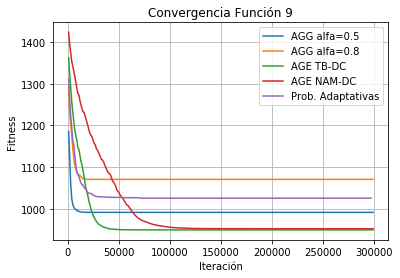 Convergencia Función 9
AGG alfa=0.5
AGG alfa=0.8
AGE TB-DC
AGE NAM-DC
Prob. Adaptativas
Fitness
1400
1300
1200
1100
1000
0
50000
100000
150000
200000
250000
300000
Iteración